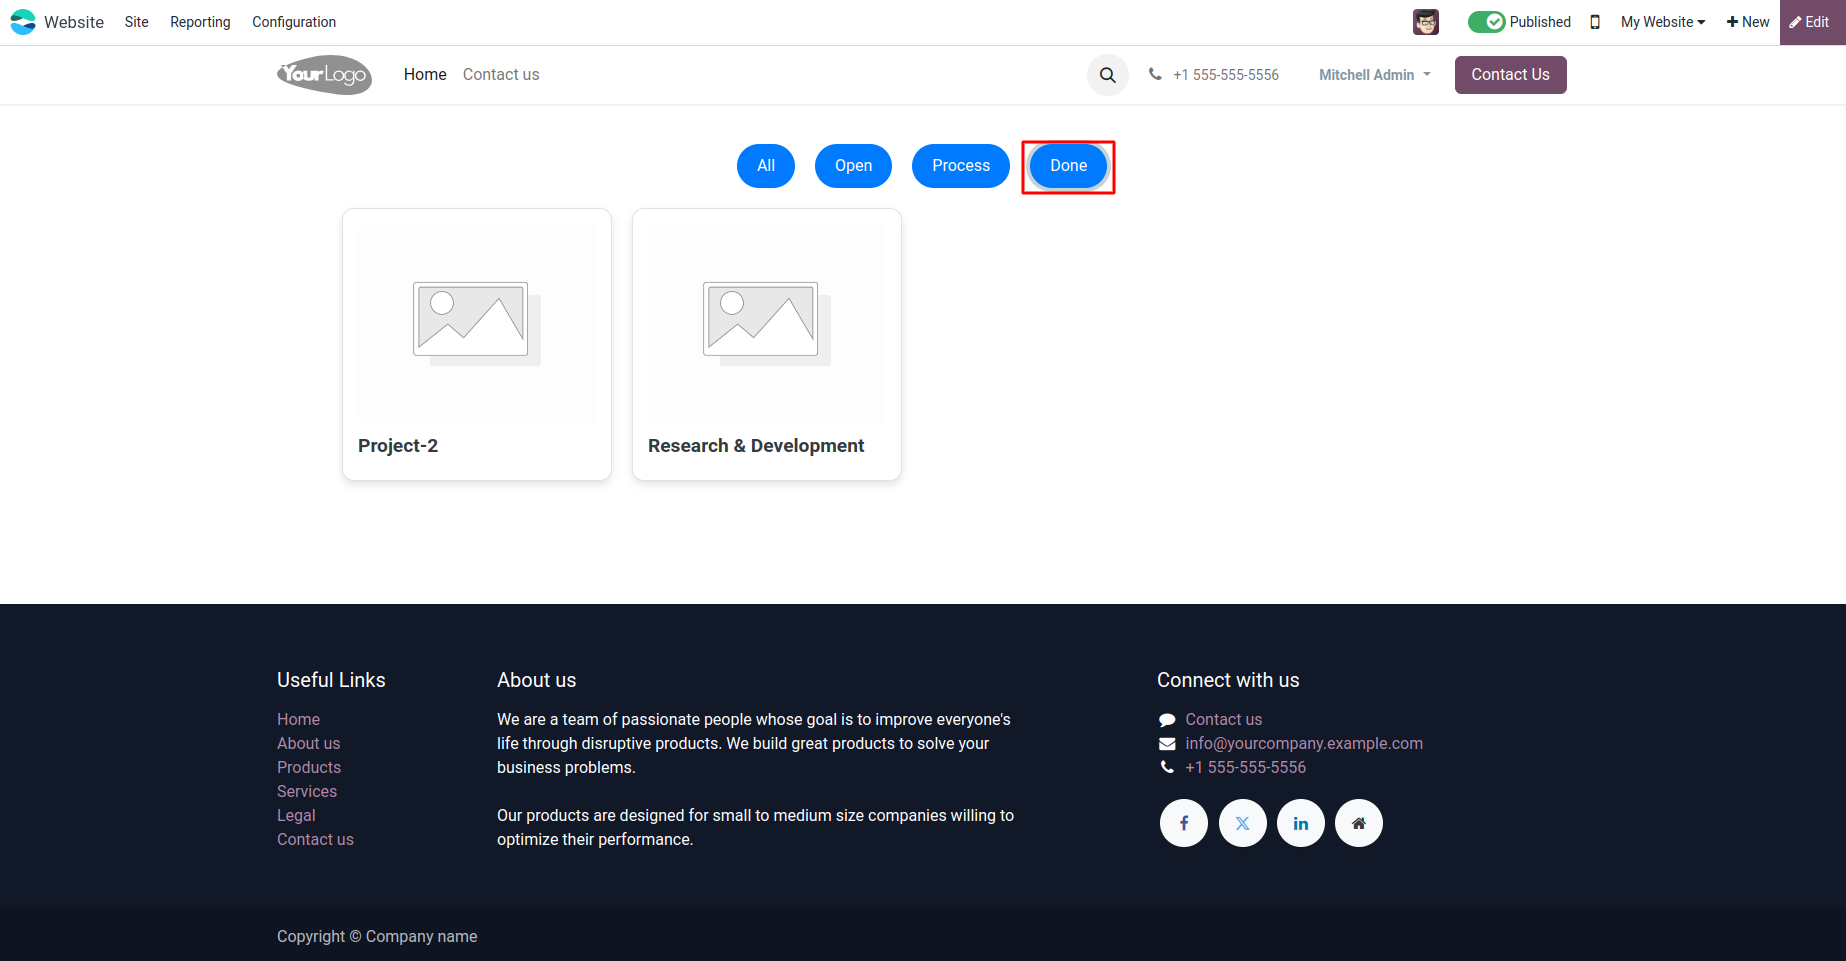 Website Site Reporting Configuration Published My Website New Edit
YourLogo Home Contact us +1 555-555-5556 Mitchell Admin Contact Us
All Open Process Done
Project-2 Research & Development
Useful Links
Home
About us
Products
Services
Legal
Contact us
About us
We are a team of passionate people whose goal is to improve everyone's
life through disruptive products. We build great products to solve your
business problems.
Our products are designed for small to medium size companies willing to
optimize their performance.
Connect with us
Contact us
info@yourcompany.example.com
+1 555-555-5556
Copyright © Company name